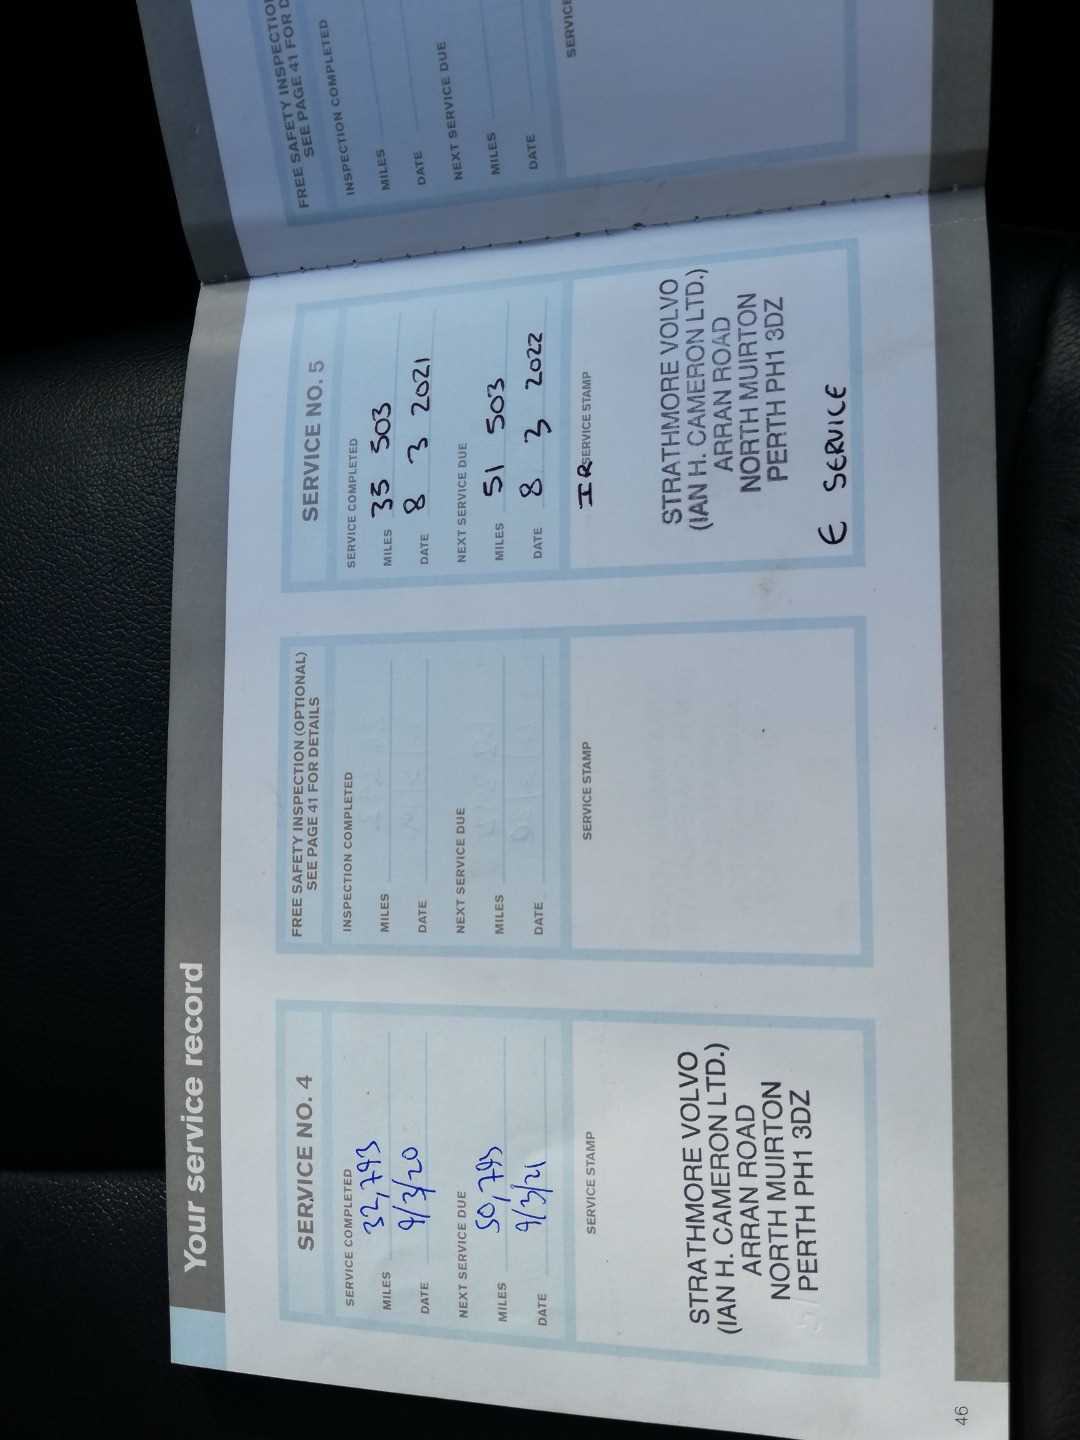 Your service record
SERVICE NO. 4
SERVICE COMPLETED
MILES 32,793
DATE 9/3/20
NEXT SERVICE DUE
MILES 50,793
DATE 9/3/21
SERVICE STAMP
STRATHMORE VOLVO
(IAN H. CAMERON LTD.)
ARRAN ROAD
NORTH MUIRTON
PERTH PH1 3DZ
FREE SAFETY INSPECTION (OPTIONAL)
SEE PAGE 41 FOR DETAILS
INSPECTION COMPLETED
MILES
DATE
NEXT SERVICE DUE
MILES
DATE
SERVICE STAMP
SERVICE NO. 5
SERVICE COMPLETED
MILES 35 503
DATE 8 3 2021
NEXT SERVICE DUE
MILES 51 503
DATE 8 3 2022
IR SERVICE STAMP
STRATHMORE VOLVO
(IAN H. CAMERON LTD.)
ARRAN ROAD
NORTH MUIRTON
PERTH PH1 3DZ
E SERVICE
FREE SAFETY INSPECTION
SEE PAGE 41 FOR
INSPECTION COMPLETED
MILES
DATE
NEXT SERVICE DUE
MILES
DATE
SERVICE
46